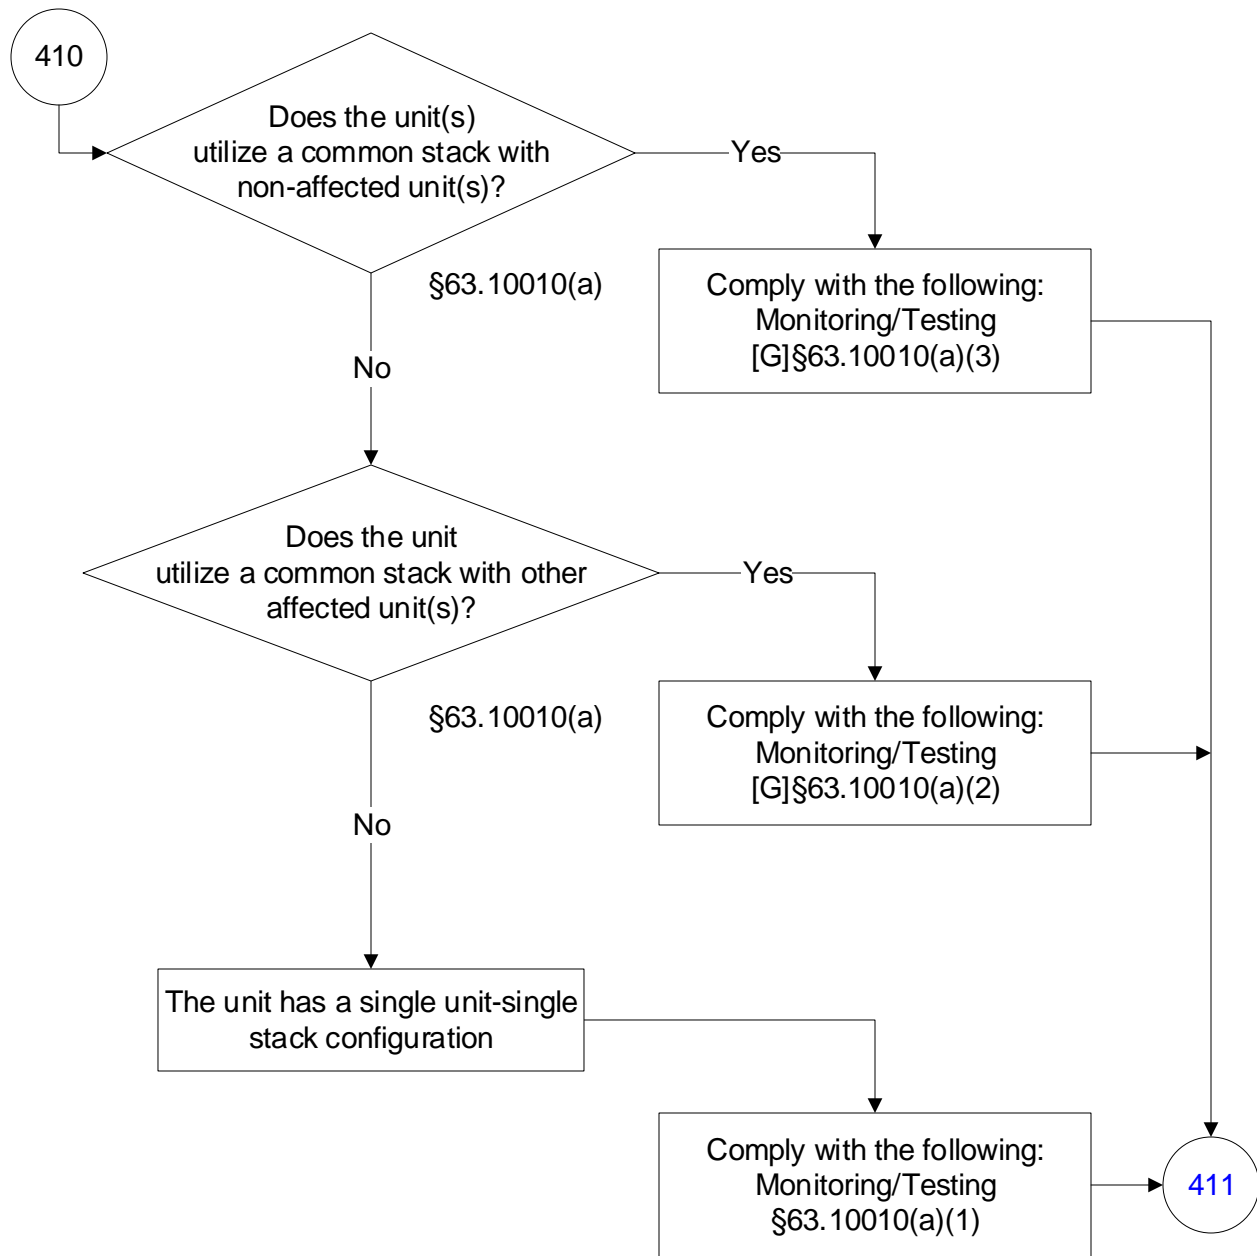 410
Does the unit(s)
utilize a common stack with
non-affected unit(s)?
Yes
§63.10010(a)
Comply with the following:
Monitoring/Testing
[G]§63.10010(a)(3)
No
Does the unit
utilize a common stack with other
affected unit(s)?
Yes
§63.10010(a)
Comply with the following:
Monitoring/Testing
[G]§63.10010(a)(2)
No
The unit has a single unit-single
stack configuration
Comply with the following:
Monitoring/Testing
§63.10010(a)(1)
411